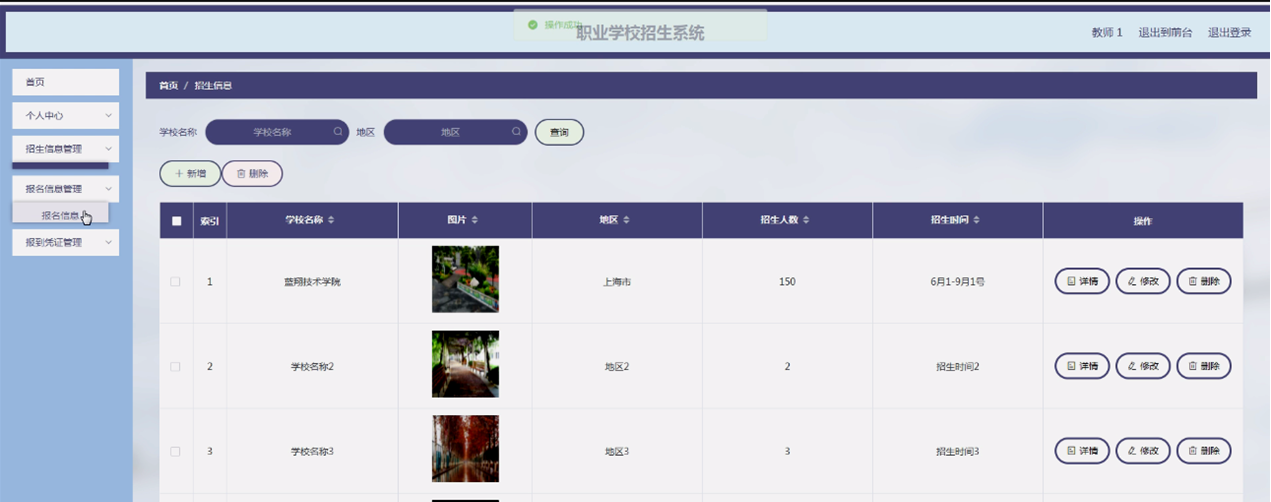 操作成功
职业学校招生系统
教师 1 退出到前台 退出登录
首页
个人中心
招生信息管理
报名信息管理
报名信息
报到凭证管理
首页 / 招生信息
学校名称 学校名称 地区 地区 查询
新增 删除
索引 学校名称 图片 地区 招生人数 招生时间 操作
1 蓝翔技术学院 上海市 150 6月1-9月1号 详情 修改 删除
2 学校名称2 地区2 2 招生时间2 详情 修改 删除
3 学校名称3 地区3 3 招生时间3 详情 修改 删除